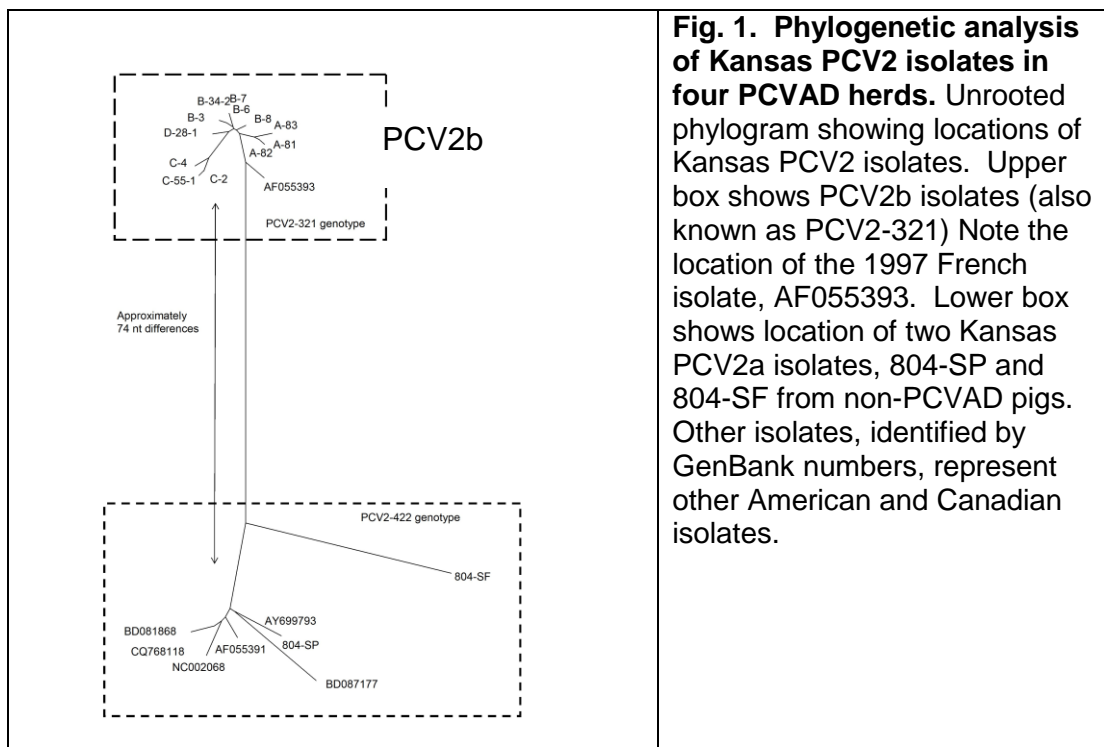 B-34-2
B-7
B-6
B-3
B-8
A-83
D-28-1
A-81
A-82
C-4
C-55-1
C-2
AF055393
PCV2b
PCV2-321 genotype
Approximately
74 nt differences
PCV2-422 genotype
804-SF
AY699793
BD081868
804-SP
CQ768118
AF055391
NC002068
BD087177
Fig. 1.  Phylogenetic analysis
of Kansas PCV2 isolates in
four PCVAD herds. Unrooted
phylogram showing locations of
Kansas PCV2 isolates.  Upper
box shows PCV2b isolates (also
known as PCV2-321) Note the
location of the 1997 French
isolate, AF055393.  Lower box
shows location of two Kansas
PCV2a isolates, 804-SP and
804-SF from non-PCVAD pigs.
Other isolates, identified by
GenBank numbers, represent
other American and Canadian
isolates.